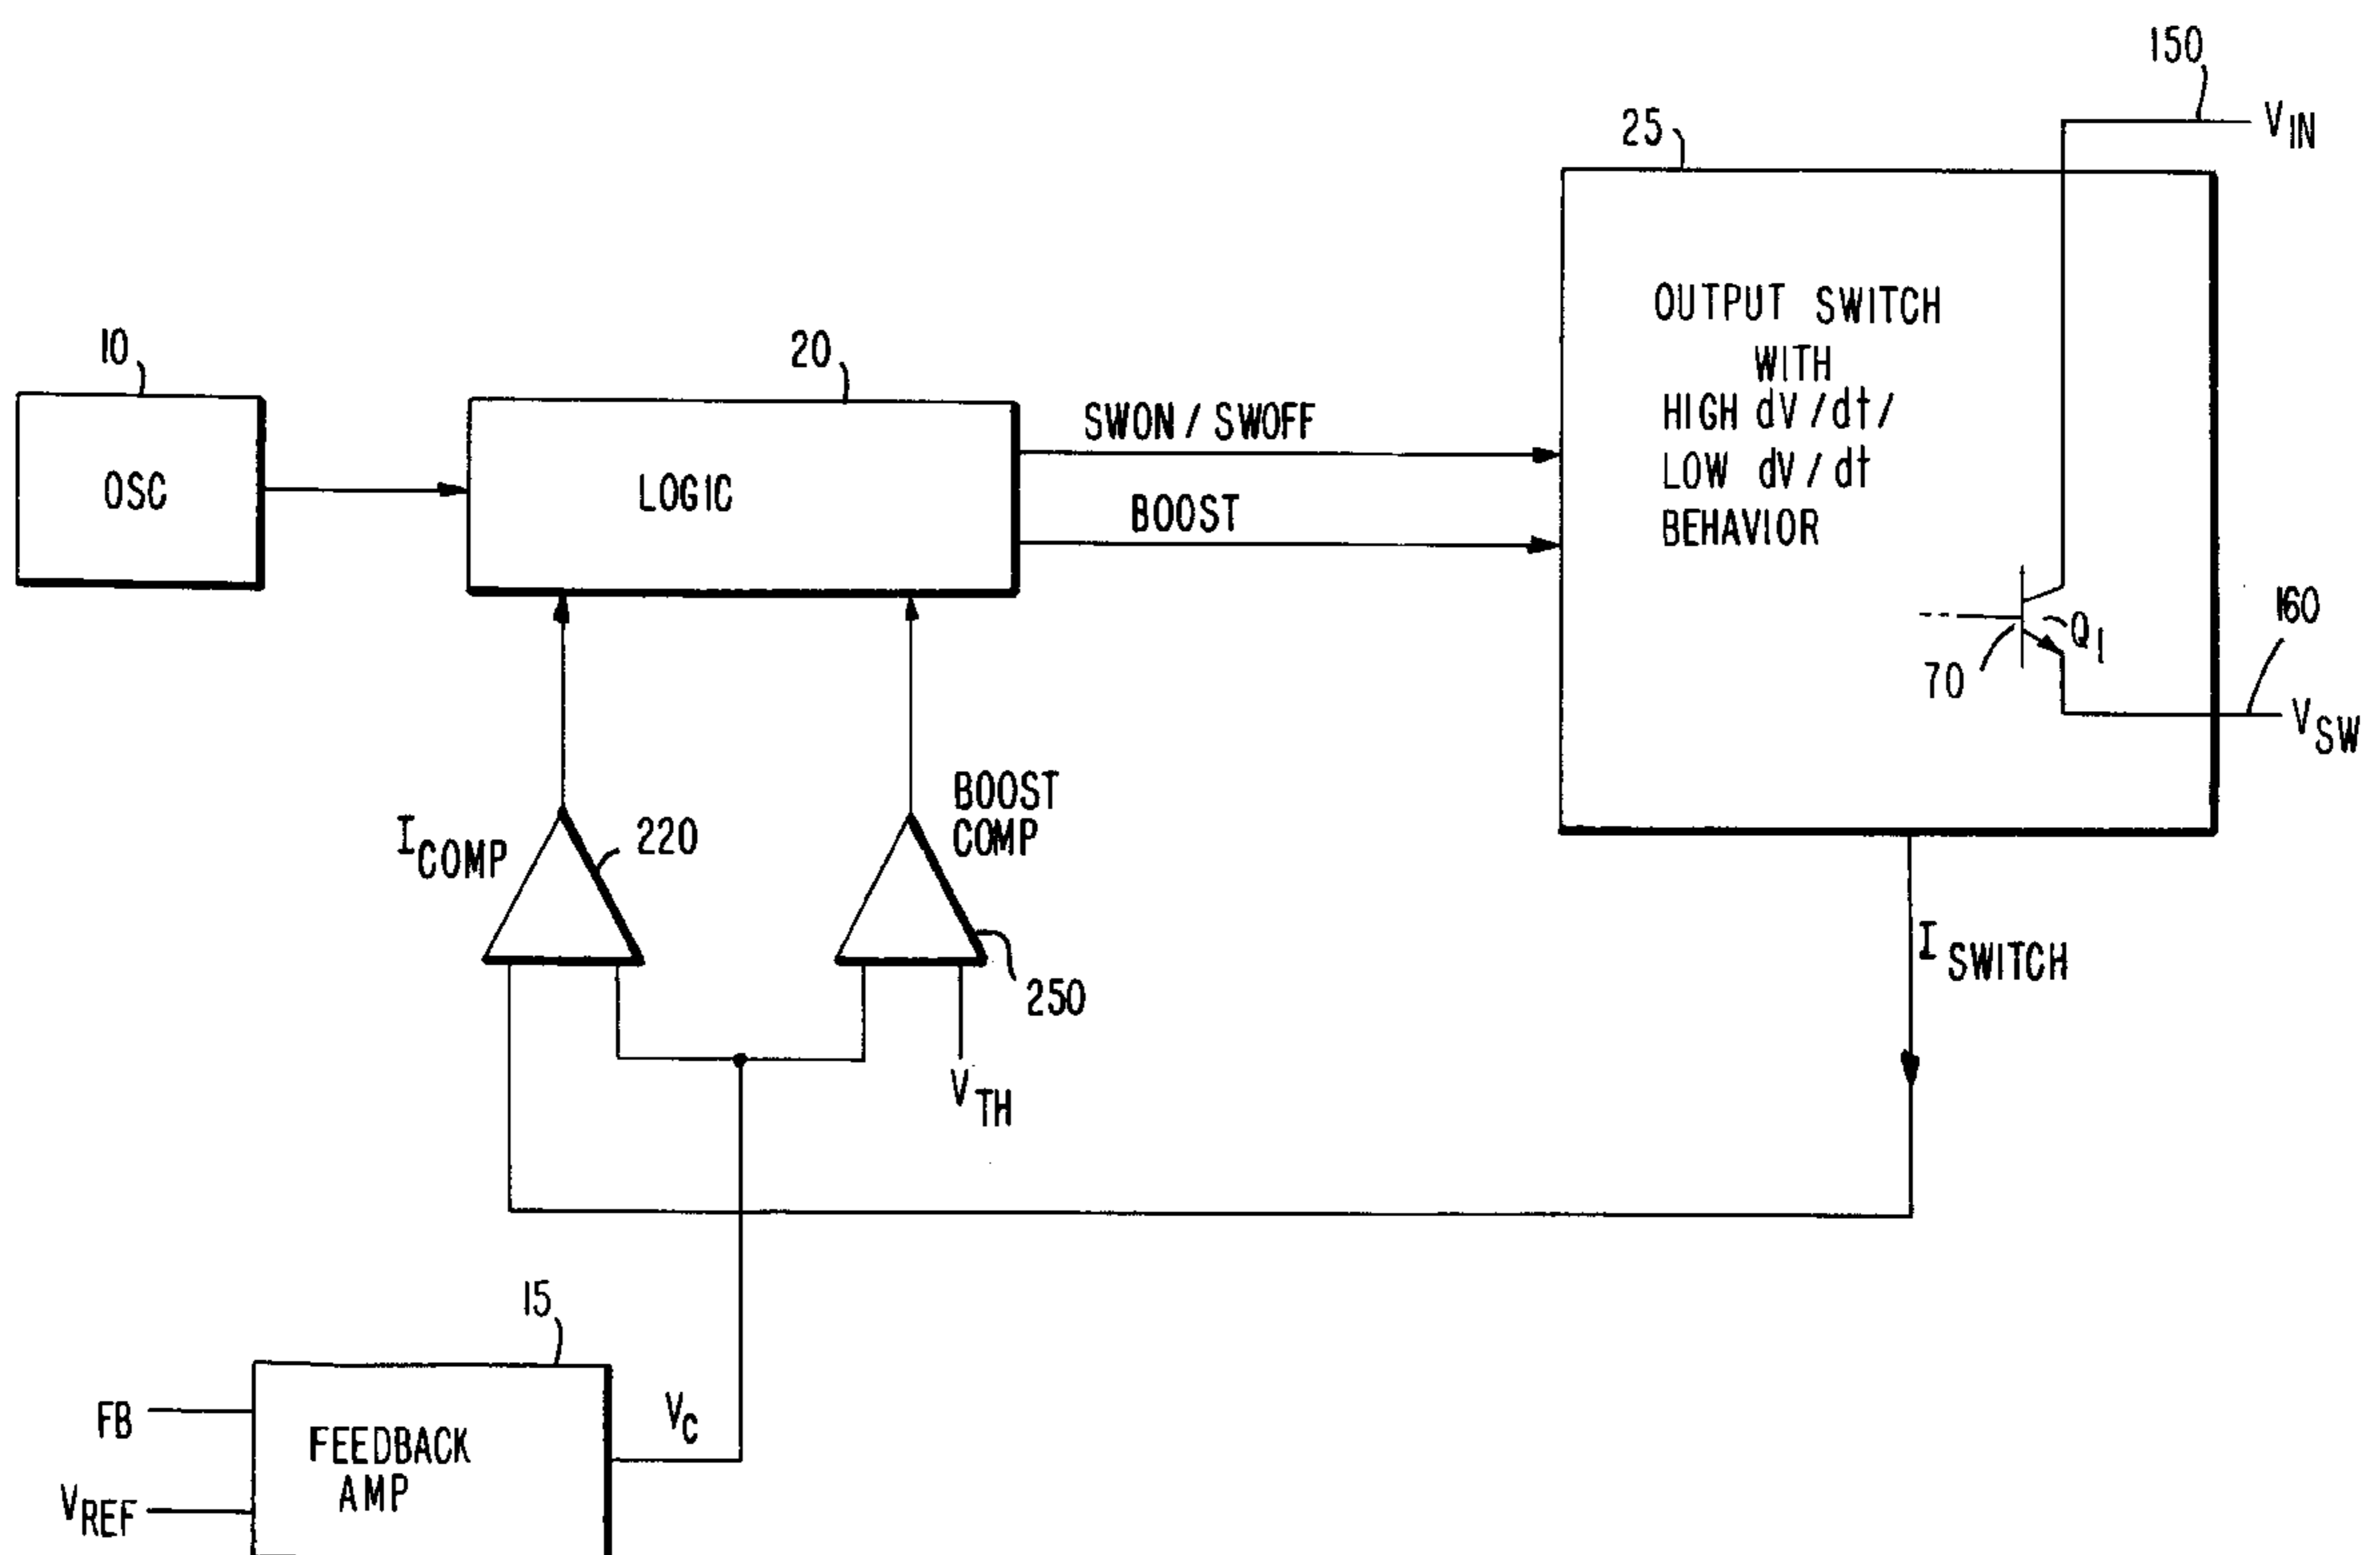 150
V_IN
25
OUTPUT SWITCH
WITH
HIGH dV/dt/
LOW dV/dt
BEHAVIOR
10
OSC
20
LOGIC
SWON / SWOFF
BOOST
Q1
70
160
V_SW
I_COMP
220
BOOST
COMP
250
V_TH
I_SWITCH
15
FB
V_REF
FEEDBACK
AMP
V_C